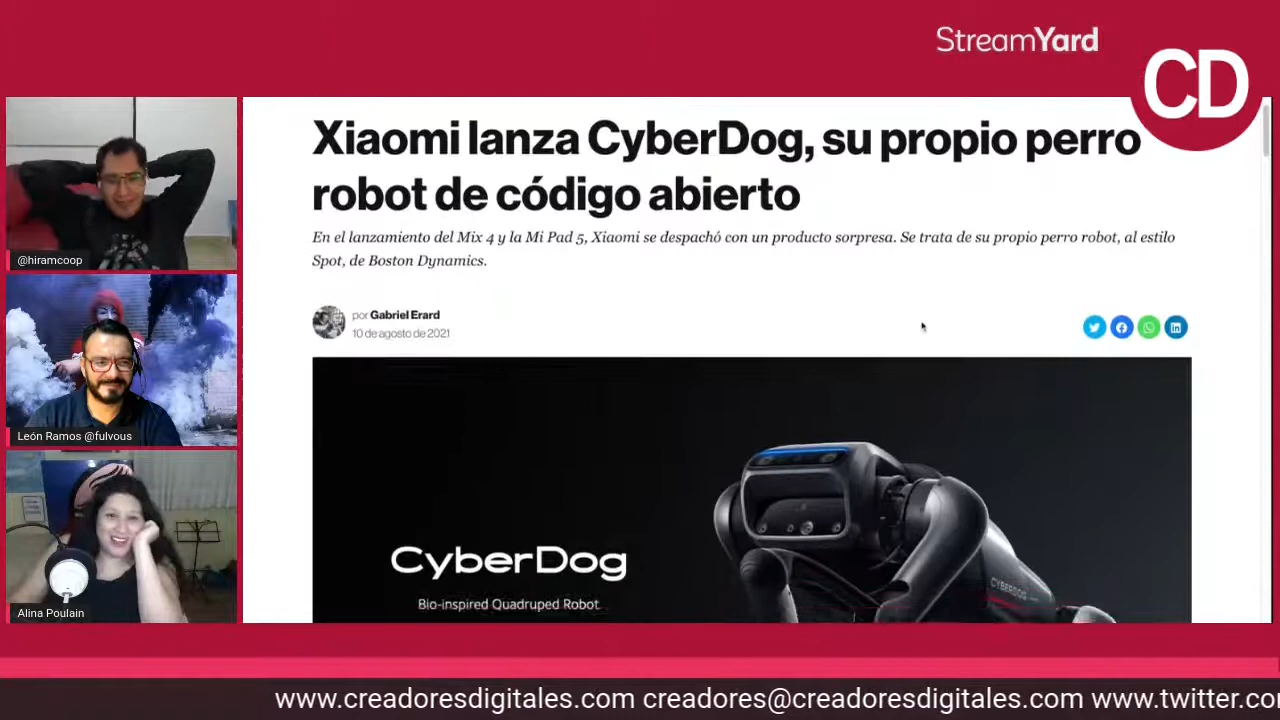 StreamYard
CD
Xiaomi lanza CyberDog, su propio perro
robot de código abierto
En el lanzamiento del Mix 4 y la Mi Pad 5, Xiaomi se despachó con un producto sorpresa. Se trata de su propio perro robot, al estilo
Spot, de Boston Dynamics.
por Gabriel Erard
10 de agosto de 2021
CyberDog
Bio-inspired Quadruped Robot
CYBERDOG
@hiramcoop
León Ramos @fulvous
Alina Poulain
www.creadoresdigitales.com creadores@creadoresdigitales.com www.twitter.co